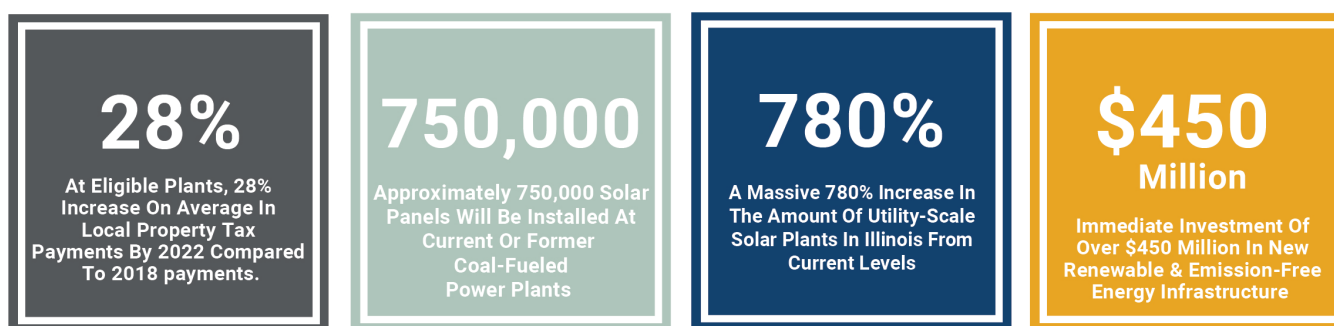 28%
At Eligible Plants, 28%
Increase On Average In
Local Property Tax
Payments By 2022 Compared
To 2018 payments.
750,000
Approximately 750,000 Solar
Panels Will Be Installed At
Current Or Former
Coal-Fueled
Power Plants
780%
A Massive 780% Increase In
The Amount Of Utility-Scale
Solar Plants In Illinois From
Current Levels
$450
Million
Immediate Investment Of
Over $450 Million In New
Renewable & Emission-Free
Energy Infrastructure